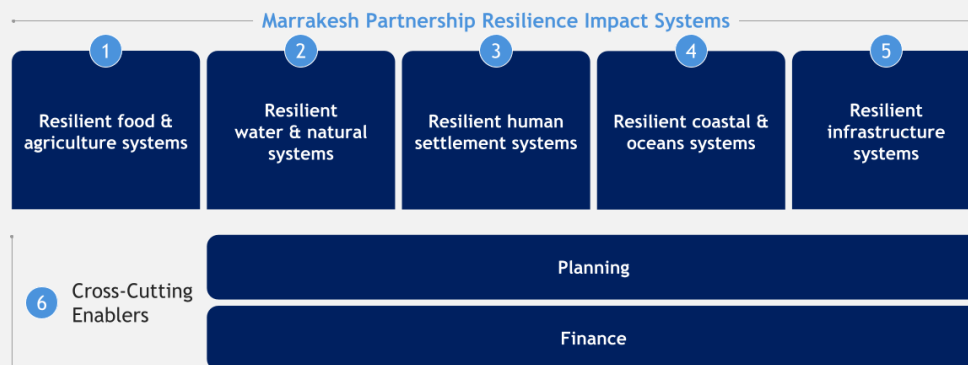 Marrakesh Partnership Resilience Impact Systems
1
Resilient food &
agriculture systems
2
Resilient
water & natural
systems
3
Resilient human
settlement systems
4
Resilient coastal &
oceans systems
5
Resilient
infrastructure
systems
6
Cross-Cutting
Enablers
Planning
Finance